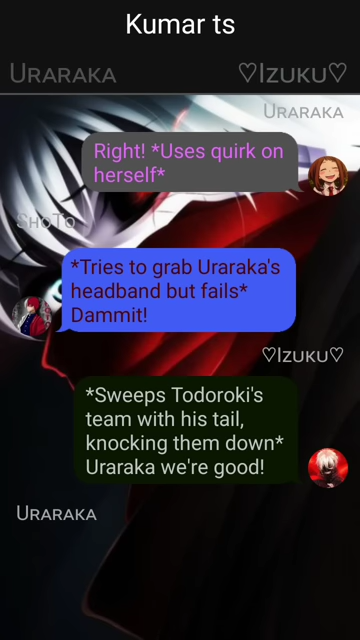 Kumar ts
Uraraka
♡Izuku♡
Uraraka
Right! *Uses quirk on
herself*
ShoTo
*Tries to grab Uraraka's
headband but fails*
Dammit!
♡Izuku♡
*Sweeps Todoroki's
team with his tail,
knocking them down*
Uraraka we're good!
Uraraka